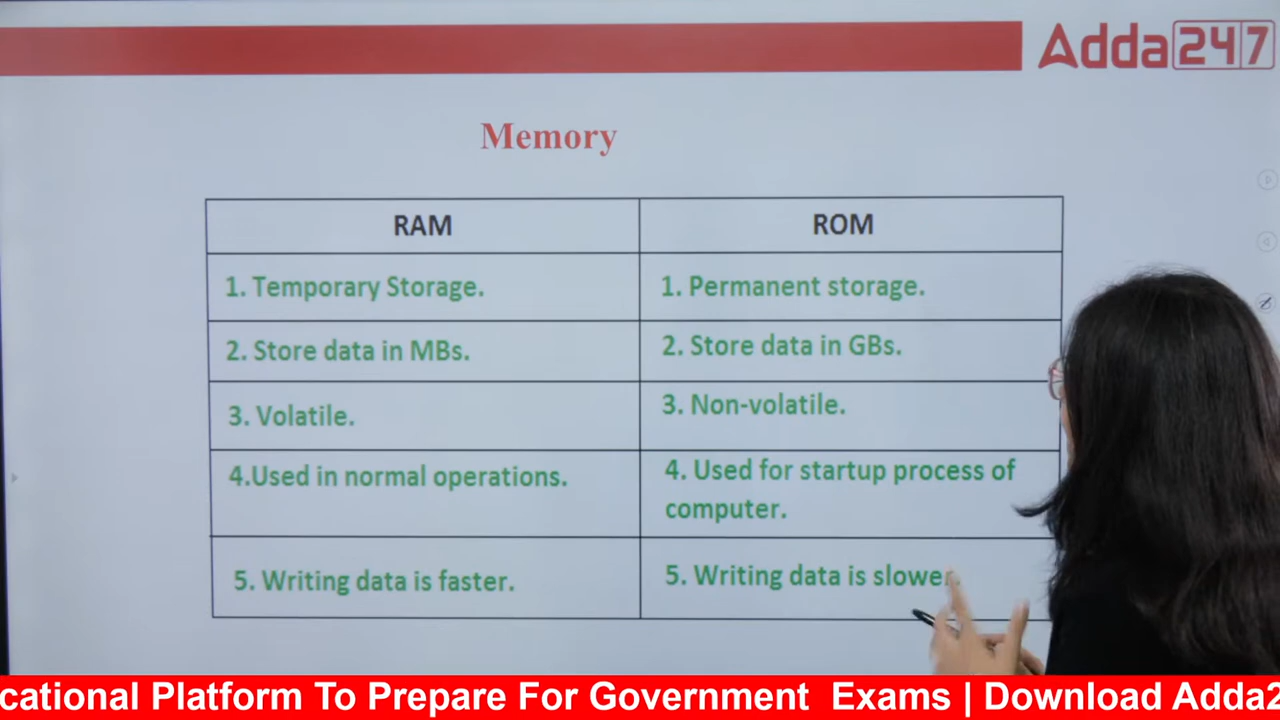 Adda247
Memory
RAM
ROM
1. Temporary Storage.
1. Permanent storage.
2. Store data in MBs.
2. Store data in GBs.
3. Volatile.
3. Non-volatile.
4.Used in normal operations.
4. Used for startup process of
computer.
5. Writing data is faster.
5. Writing data is slower
cational Platform To Prepare For Government Exams | Download Adda2